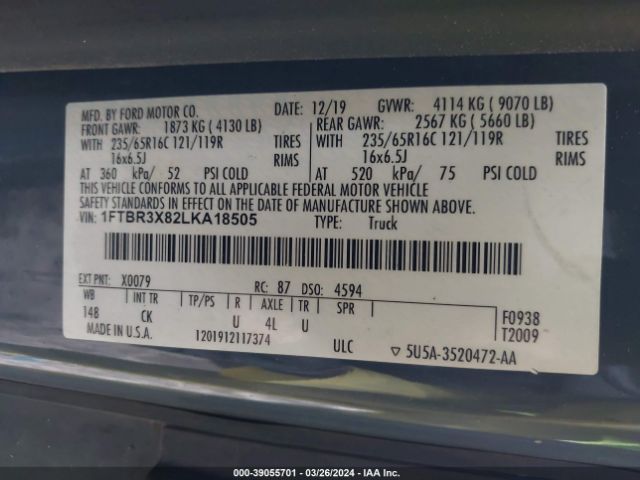 MFD. BY FORD MOTOR CO. DATE: 12/19 GVWR: 4114 KG ( 9070 LB)
FRONT GAWR: 1873 KG ( 4130 LB) REAR GAWR: 2567 KG ( 5660 LB)
WITH 235/65R16C 121/119R TIRES WITH 235/65R16C 121/119R TIRES
16x6.5J RIMS 16x6.5J RIMS
AT 360 kPa/ 52 PSI COLD AT 520 kPa/ 75 PSI COLD
THIS VEHICLE CONFORMS TO ALL APPLICABLE FEDERAL MOTOR VEHICLE
SAFETY STANDARDS IN EFFECT ON THE DATE OF MANUFACTURE SHOWN ABOVE.
VIN: 1FTBR3X82LKA18505 TYPE: Truck
EXT PNT: X0079 RC: 87 DSO: 4594
WB INT TR TP/PS R AXLE TR SPR F0938
148 CK U 4L U T2009
MADE IN U.S.A. 1201912117374 ULC ▽ 5U5A-3520472-AA
000-39055701 - 03/26/2024 - IAA Inc.